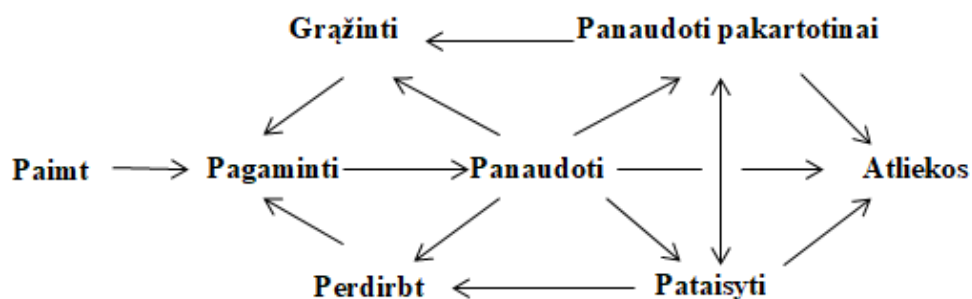 Grąžinti Panaudoti pakartotinai
Paimt Pagaminti Panaudoti Atliekos
Perdirbt Pataisyti